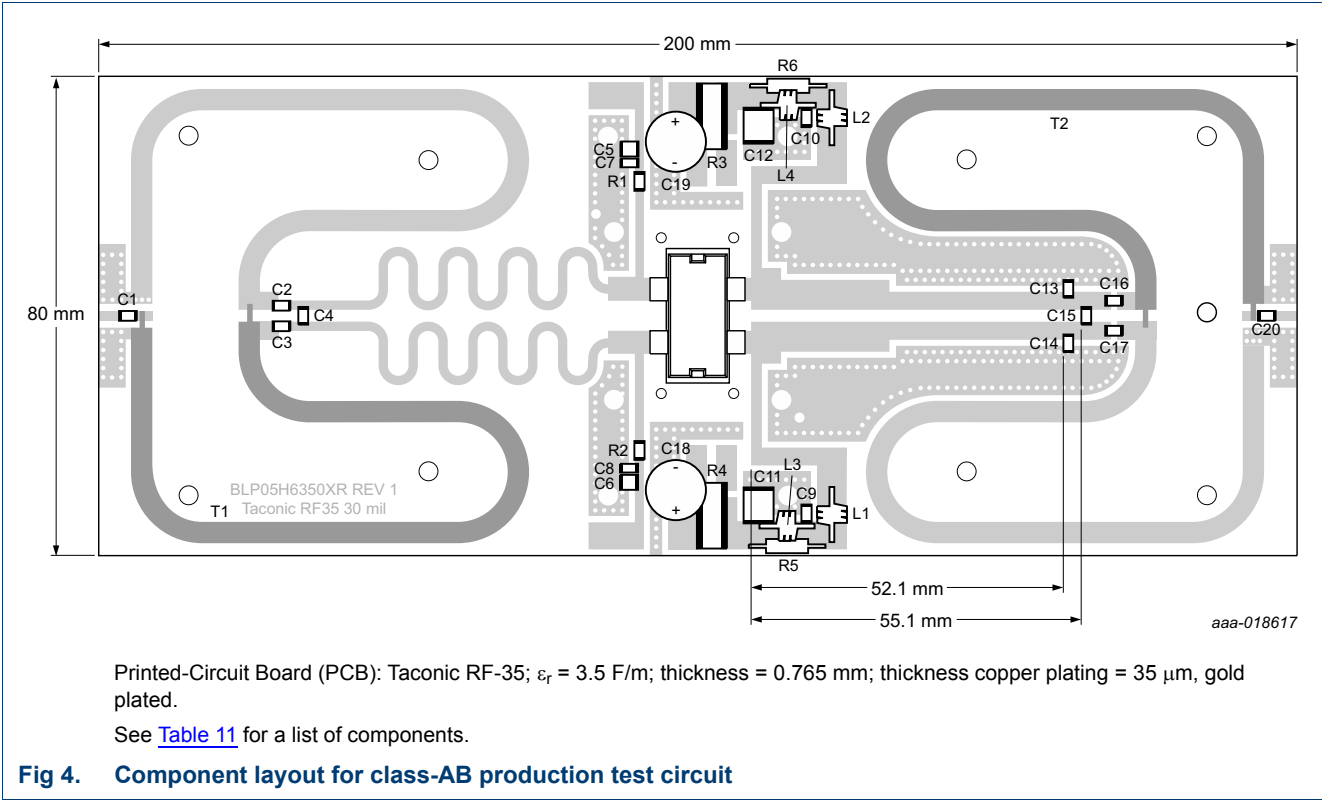 200 mm
R6
L2
C10
T2
C12
L4
C5
C7
R1
C19
+
-
R3
C1
C2
C3
C4
80 mm
C13
C16
C15
C14
C17
C20
R2
C8
C6
C18
-
+
R4
C11
L3
C9
L1
R5
BLP05H6350XR REV 1
Taconic RF35 30 mil
T1
52.1 mm
55.1 mm
aaa-018617
Printed-Circuit Board (PCB): Taconic RF-35; εr = 3.5 F/m; thickness = 0.765 mm; thickness copper plating = 35 μm, gold
plated.
See Table 11 for a list of components.
Fig 4. Component layout for class-AB production test circuit